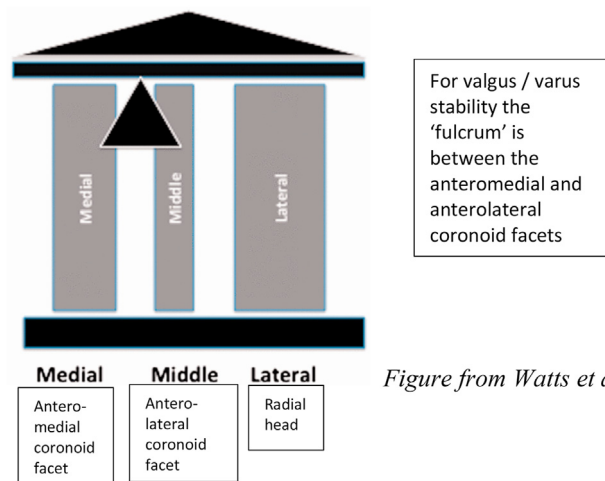 For valgus / varus
stability the
‘fulcrum’ is
between the
anteromedial and
anterolateral
coronoid facets
Medial
Middle
Lateral
Medial Middle Lateral
Antero-
medial
coronoid
facet
Antero-
lateral
coronoid
facet
Radial
head
Figure from Watts et